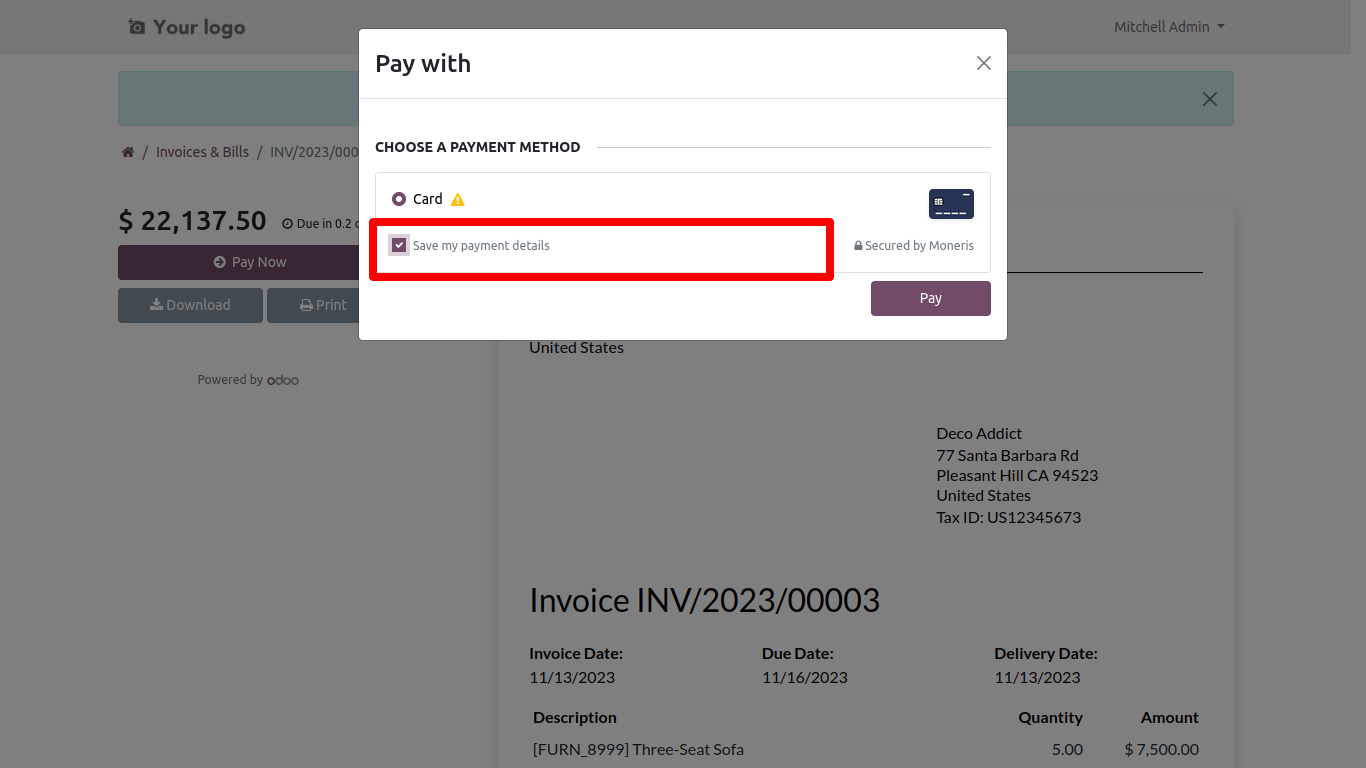 Your logo
Mitchell Admin
Pay with
/ Invoices & Bills / INV/2023/000
CHOOSE A PAYMENT METHOD
Card
$ 22,137.50 Due in 0.2
Save my payment details
Secured by Moneris
Pay Now
Pay
Download
Print
United States
Powered by odoo
Deco Addict
77 Santa Barbara Rd
Pleasant Hill CA 94523
United States
Tax ID: US12345673
Invoice INV/2023/00003
Invoice Date: Due Date: Delivery Date:
11/13/2023 11/16/2023 11/13/2023
Description Quantity Amount
[FURN_8999] Three-Seat Sofa 5.00 $ 7,500.00